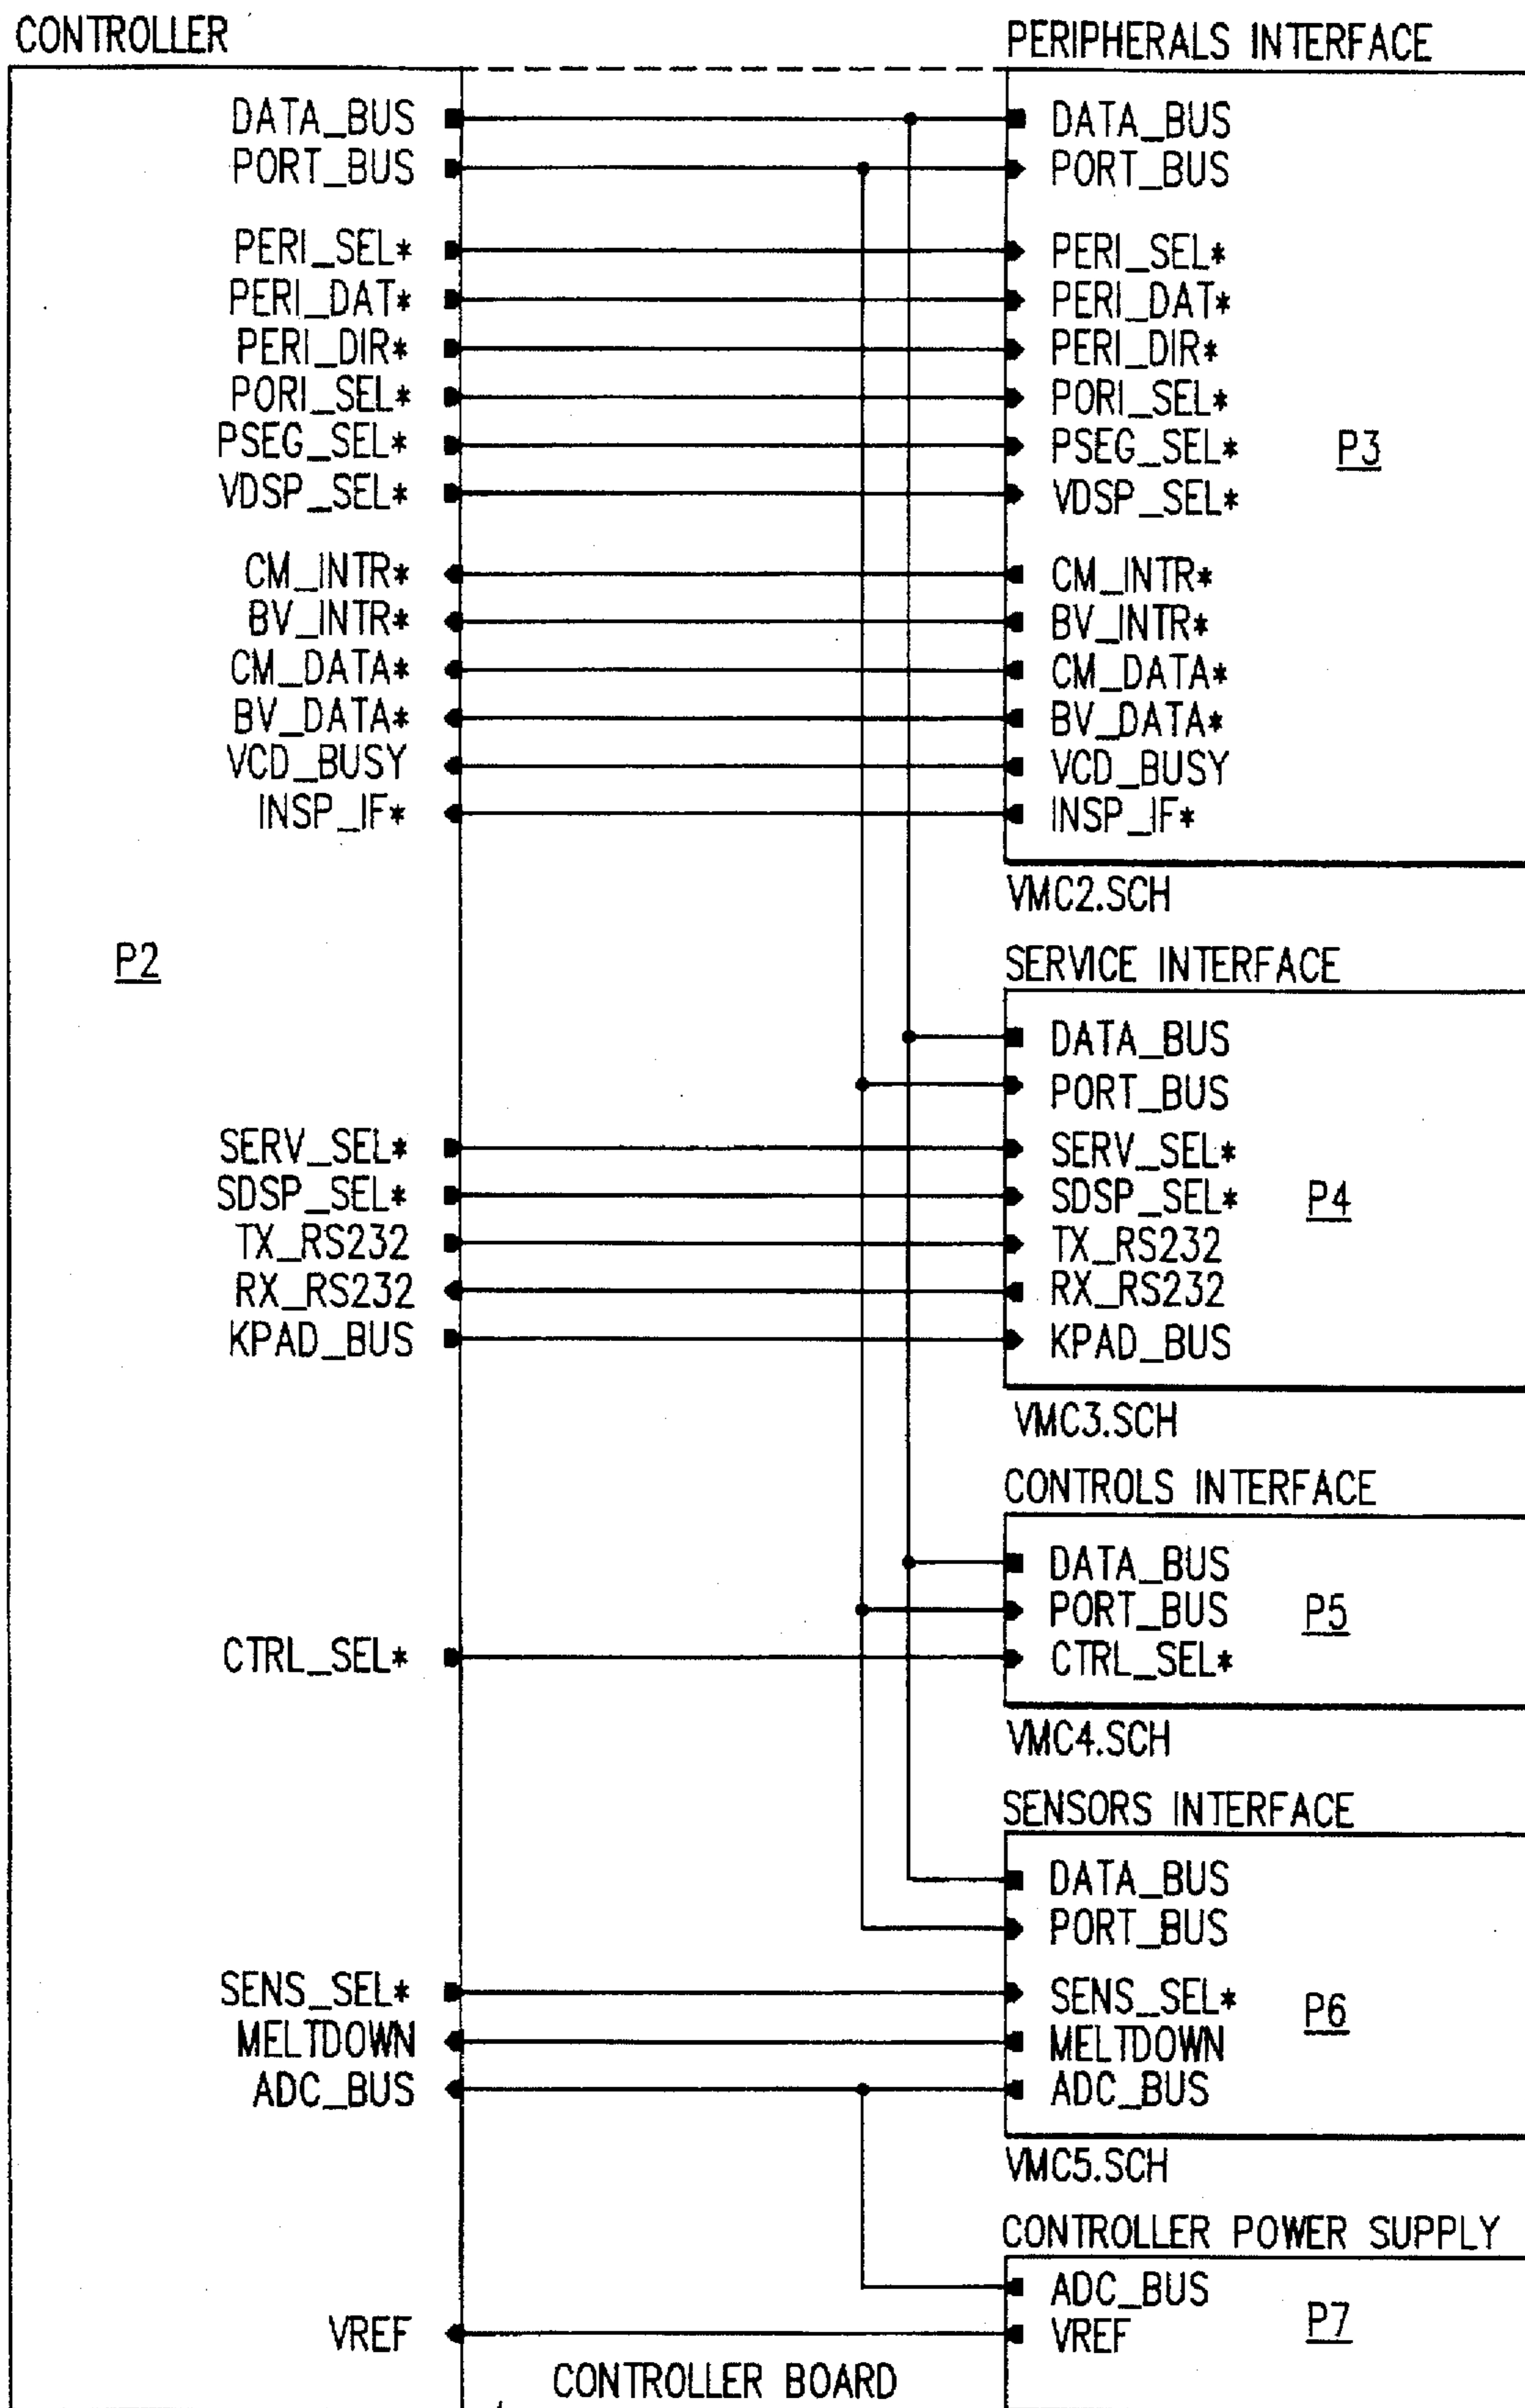 CONTROLLER
DATA_BUS
PORT_BUS
PERI_SEL*
PERI_DAT*
PERI_DIR*
PORI_SEL*
PSEG_SEL*
VDSP_SEL*
CM_INTR*
BV_INTR*
CM_DATA*
BV_DATA*
VCD_BUSY
INSP_IF*
P2
SERV_SEL*
SDSP_SEL*
TX_RS232
RX_RS232
KPAD_BUS
CTRL_SEL*
SENS_SEL*
MELTDOWN
ADC_BUS
VREF
PERIPHERALS INTERFACE
DATA_BUS
PORT_BUS
PERI_SEL*
PERI_DAT*
PERI_DIR*
PORI_SEL*
PSEG_SEL*
P3
VDSP_SEL*
CM_INTR*
BV_INTR*
CM_DATA*
BV_DATA*
VCD_BUSY
INSP_IF*
VMC2.SCH
SERVICE INTERFACE
DATA_BUS
PORT_BUS
SERV_SEL*
SDSP_SEL*
P4
TX_RS232
RX_RS232
KPAD_BUS
VMC3.SCH
CONTROLS INTERFACE
DATA_BUS
PORT_BUS
P5
CTRL_SEL*
VMC4.SCH
SENSORS INTERFACE
DATA_BUS
PORT_BUS
SENS_SEL*
P6
MELTDOWN
ADC_BUS
VMC5.SCH
CONTROLLER POWER SUPPLY
ADC_BUS
P7
VREF
CONTROLLER BOARD